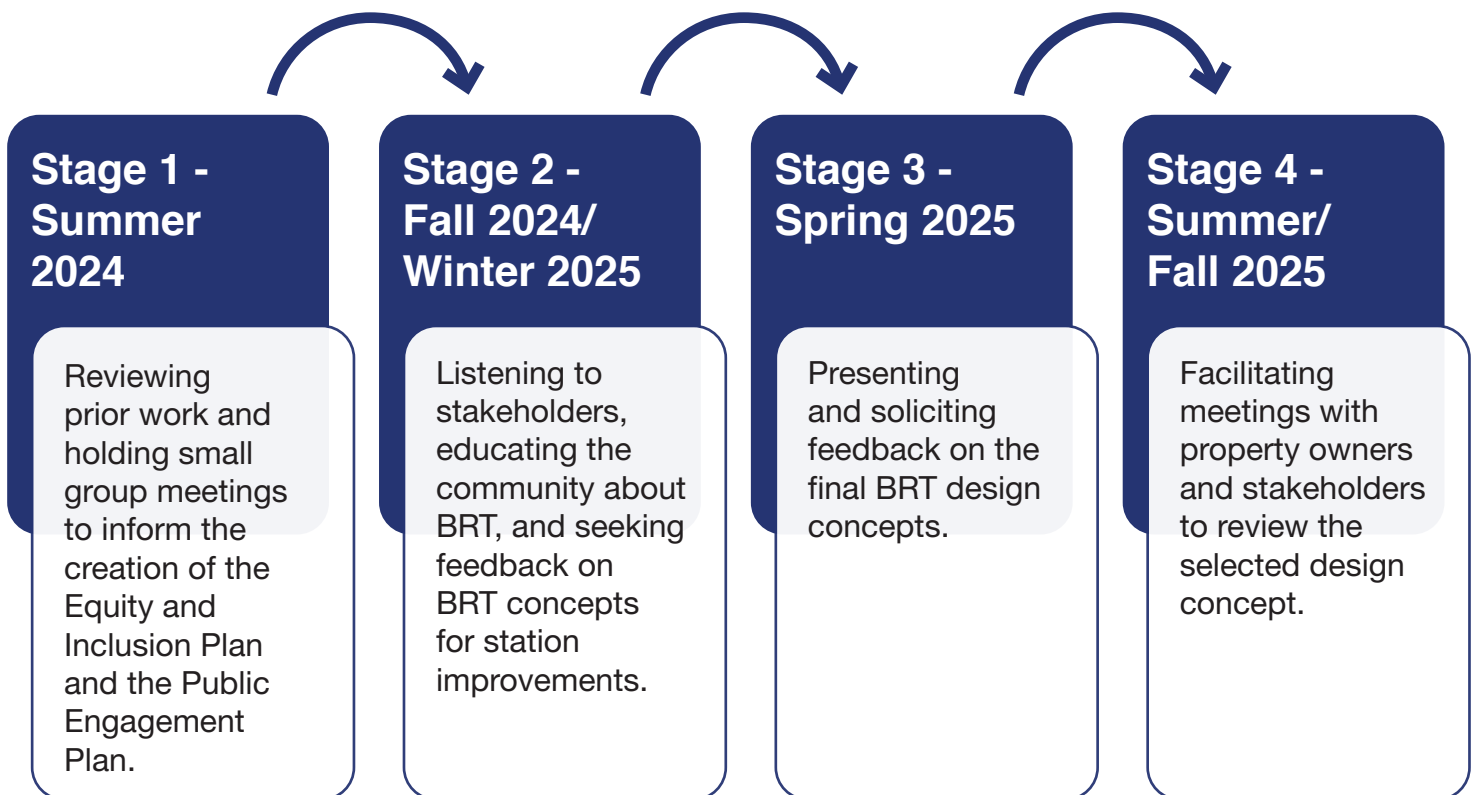 Stage 1 -
Summer
2024
Reviewing
prior work and
holding small
group meetings
to inform the
creation of the
Equity and
Inclusion Plan
and the Public
Engagement
Plan.
Stage 2 -
Fall 2024/
Winter 2025
Listening to
stakeholders,
educating the
community about
BRT, and seeking
feedback on
BRT concepts
for station
improvements.
Stage 3 -
Spring 2025
Presenting
and soliciting
feedback on the
final BRT design
concepts.
Stage 4 -
Summer/
Fall 2025
Facilitating
meetings with
property owners
and stakeholders
to review the
selected design
concept.